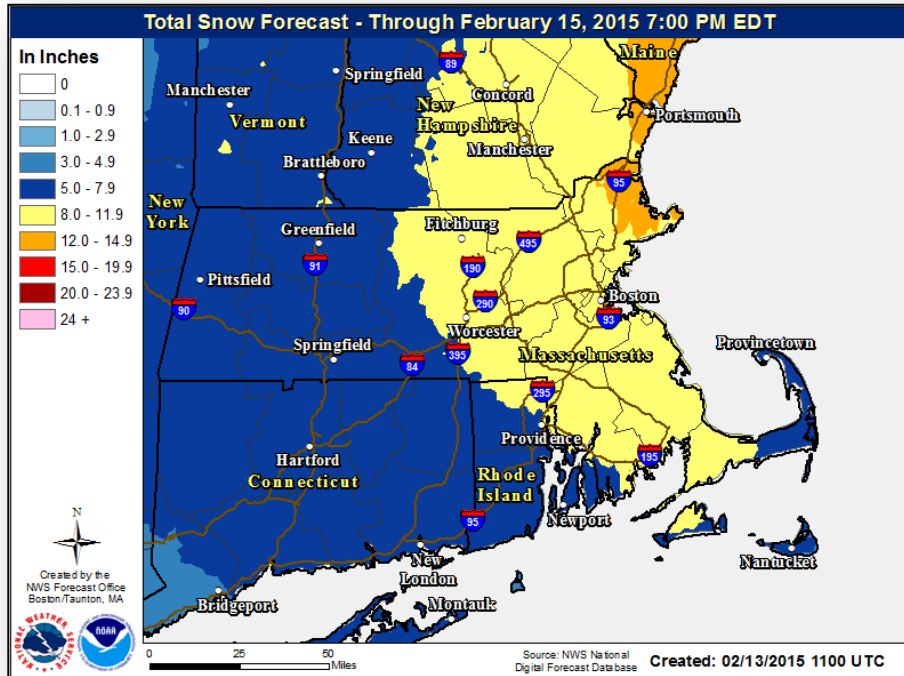 Total Snow Forecast - Through February 15, 2015 7:00 PM EDT
In Inches
0
0.1 - 0.9
1.0 - 2.9
3.0 - 4.9
5.0 - 7.9
8.0 - 11.9
12.0 - 14.9
15.0 - 19.9
20.0 - 23.9
24 +
Maine
89
Springfield
Manchester
Concord
New
Hampshire
Portsmouth
Vermont
Keene
Manchester
Brattleboro
95
New
York
Greenfield
Fitchburg
495
91
190
Pittsfield
290
Boston
90
93
Worcester
Springfield
84
395
Massachusetts
Provincetown
295
Providence
Hartford
195
Connecticut
Rhode
Island
95
Newport
New
London
Nantucket
Bridgeport
Montauk
N
Created by the
NWS Forecast Office
Boston/Taunton, MA
NATIONAL WEATHER SERVICE
NOAA
0 25 50
Miles
Source: NWS National
Digital Forecast Database
Created: 02/13/2015 1100 UTC